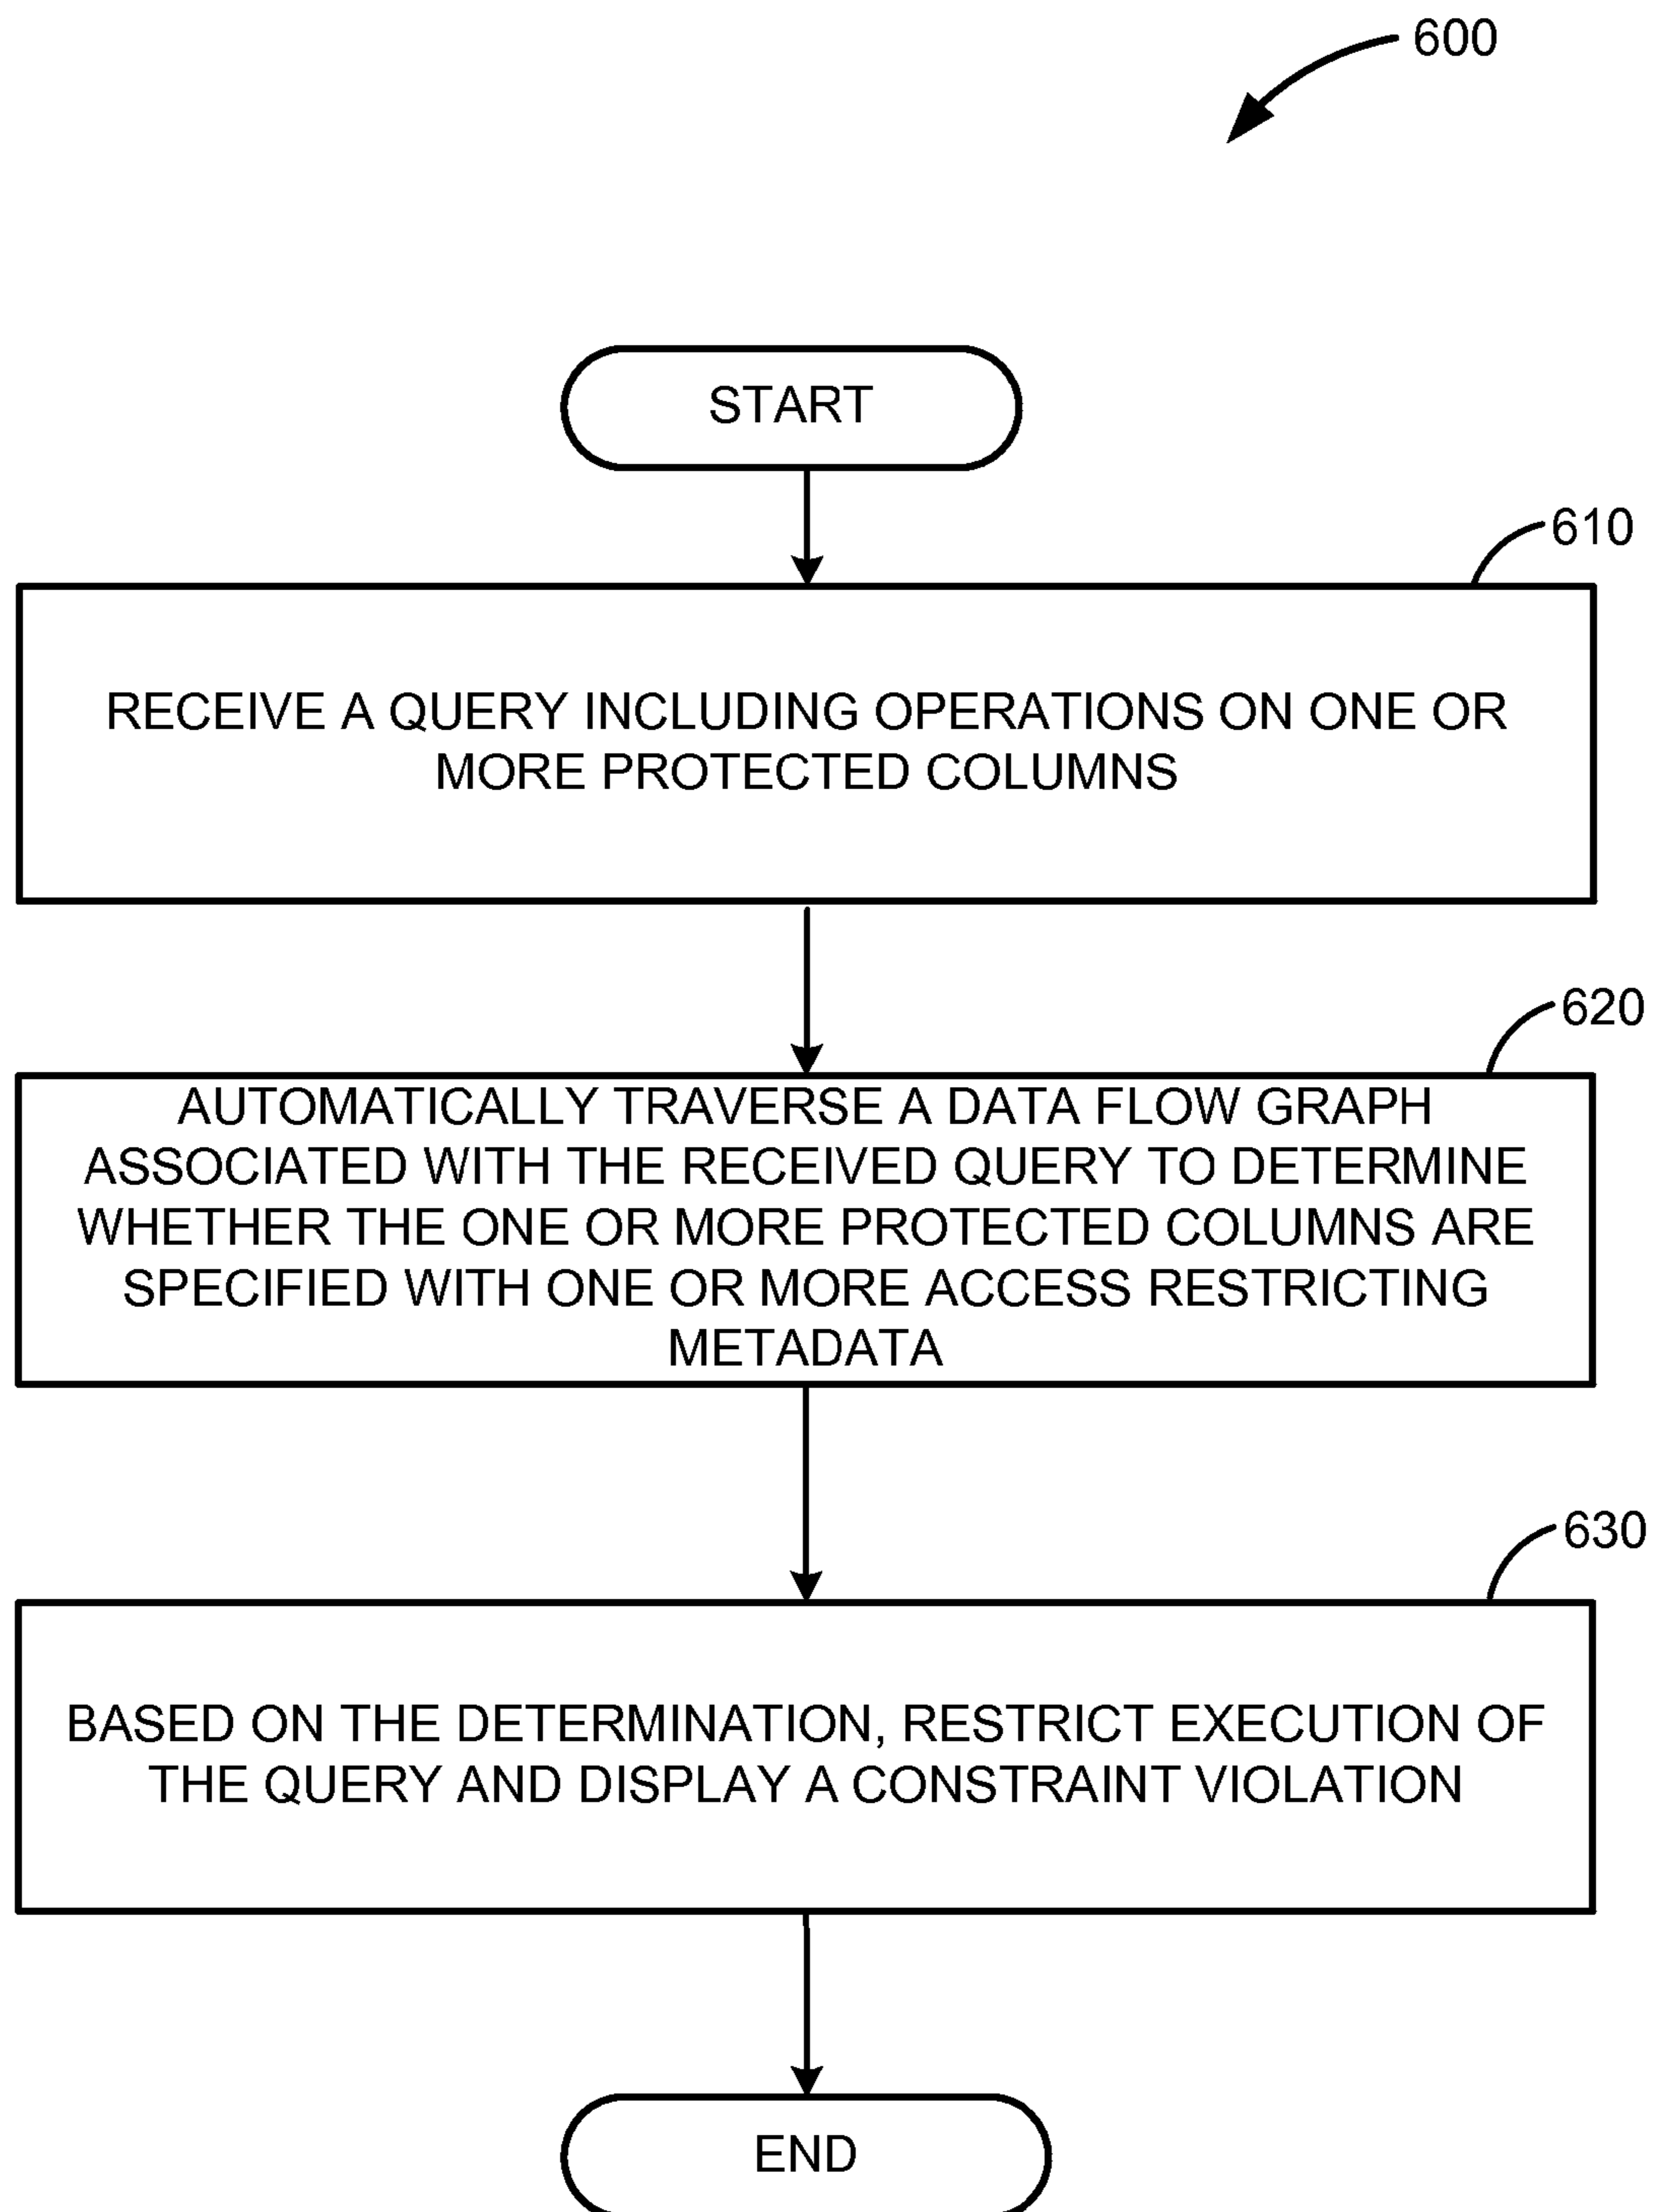 600
START
610
RECEIVE A QUERY INCLUDING OPERATIONS ON ONE OR
MORE PROTECTED COLUMNS
620
AUTOMATICALLY TRAVERSE A DATA FLOW GRAPH
ASSOCIATED WITH THE RECEIVED QUERY TO DETERMINE
WHETHER THE ONE OR MORE PROTECTED COLUMNS ARE
SPECIFIED WITH ONE OR MORE ACCESS RESTRICTING
METADATA
630
BASED ON THE DETERMINATION, RESTRICT EXECUTION OF
THE QUERY AND DISPLAY A CONSTRAINT VIOLATION
END